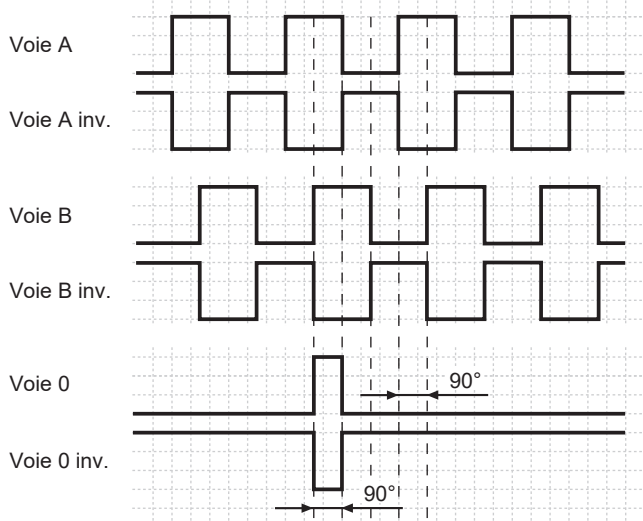 Voie A
Voie A inv.
Voie B
Voie B inv.
Voie 0
90°
Voie 0 inv.
90°